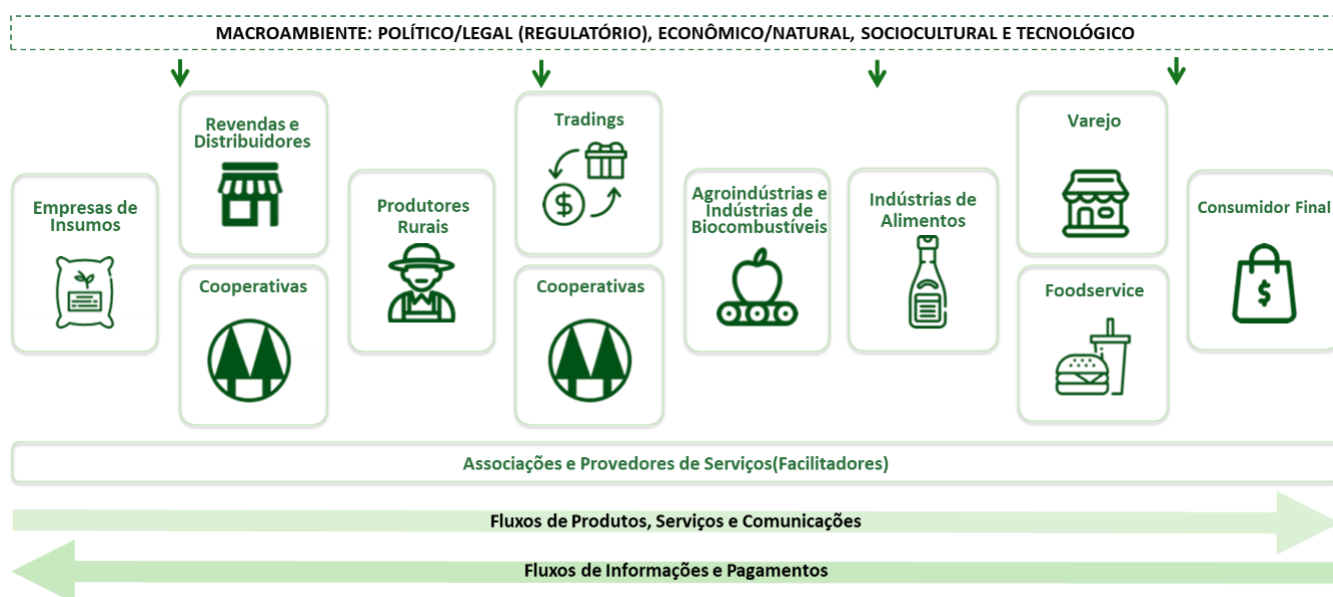 MACROAMBIENTE: POLÍTICO/LEGAL (REGULATÓRIO), ECONÔMICO/NATURAL, SOCIOCULTURAL E TECNOLÓGICO
Empresas de
Insumos
Revendas e
Distribuidores
Cooperativas
Produtores
Rurais
Tradings
$
Cooperativas
Agroindústrias e
Indústrias de
Biocombustíveis
Indústrias de
Alimentos
Varejo
Foodservice
Consumidor Final
$
Associações e Provedores de Serviços(Facilitadores)
Fluxos de Produtos, Serviços e Comunicações
Fluxos de Informações e Pagamentos